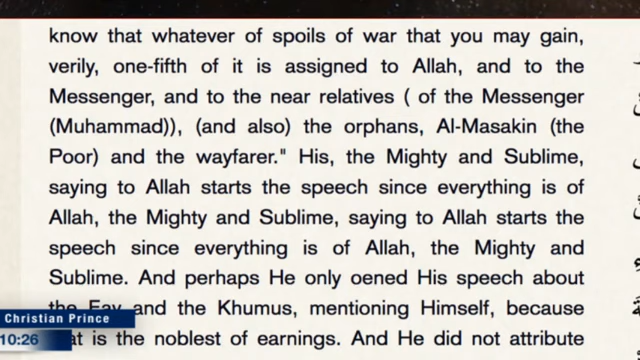 know that whatever of spoils of war that you may gain,
verily, one-fifth of it is assigned to Allah, and to the
Messenger, and to the near relatives ( of the Messenger
(Muhammad)), (and also) the orphans, Al-Masakin (the
Poor) and the wayfarer." His, the Mighty and Sublime,
saying to Allah starts the speech since everything is of
Allah, the Mighty and Sublime, saying to Allah starts the
speech since everything is of Allah, the Mighty and
Sublime. And perhaps He only oened His speech about
the Fay and the Khumus, mentioning Himself, because
is the noblest of earnings. And He did not attribute
Christian Prince
10:26